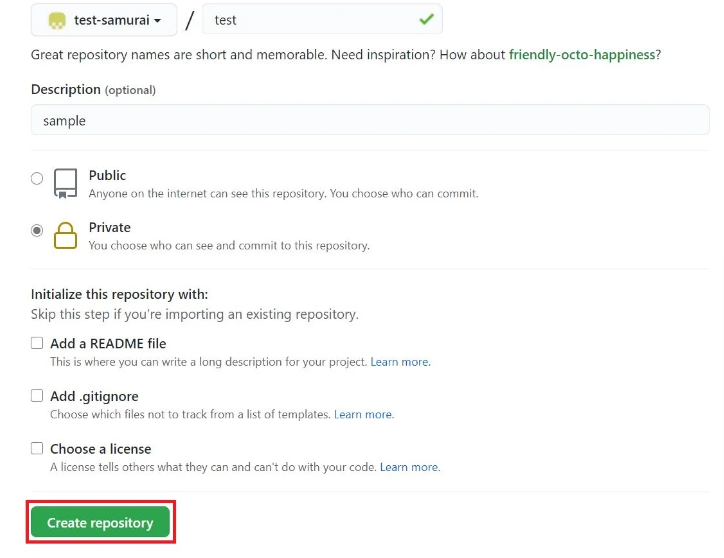 test-samurai / test
Great repository names are short and memorable. Need inspiration? How about friendly-octo-happiness?
Description (optional)
sample
Public
Anyone on the internet can see this repository. You choose who can commit.
Private
You choose who can see and commit to this repository.
Initialize this repository with:
Skip this step if you're importing an existing repository.
Add a README file
This is where you can write a long description for your project. Learn more.
Add .gitignore
Choose which files not to track from a list of templates. Learn more.
Choose a license
A license tells others what they can and can't do with your code. Learn more.
Create repository